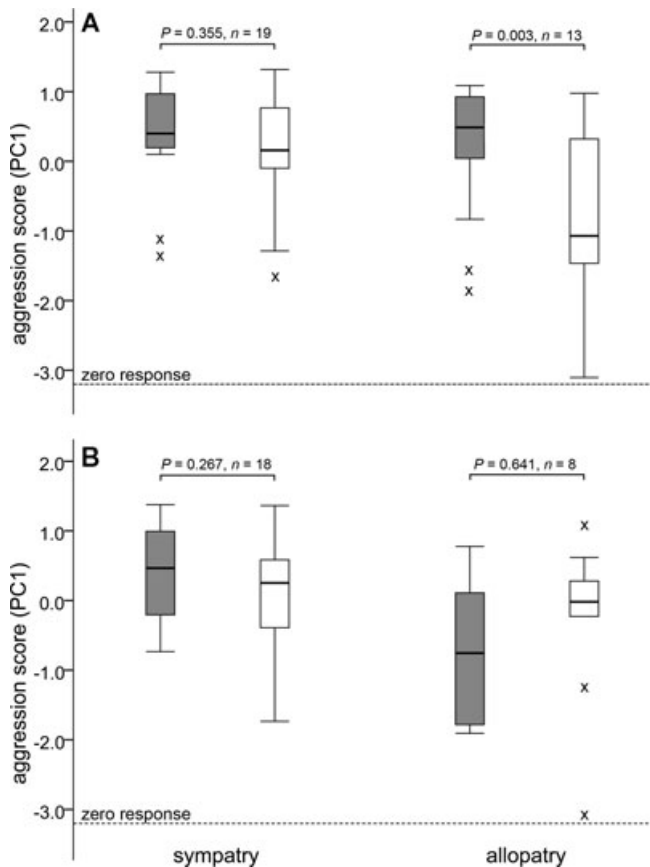 A
2.0
P = 0.355, n = 19
P = 0.003, n = 13
1.0
0.0
-1.0
-2.0
-3.0
aggression score (PC1)
x
x
x
x
x
zero response
B
2.0
P = 0.267, n = 18
P = 0.641, n = 8
1.0
0.0
-1.0
-2.0
-3.0
aggression score (PC1)
x
x
x
zero response
sympatry
allopatry